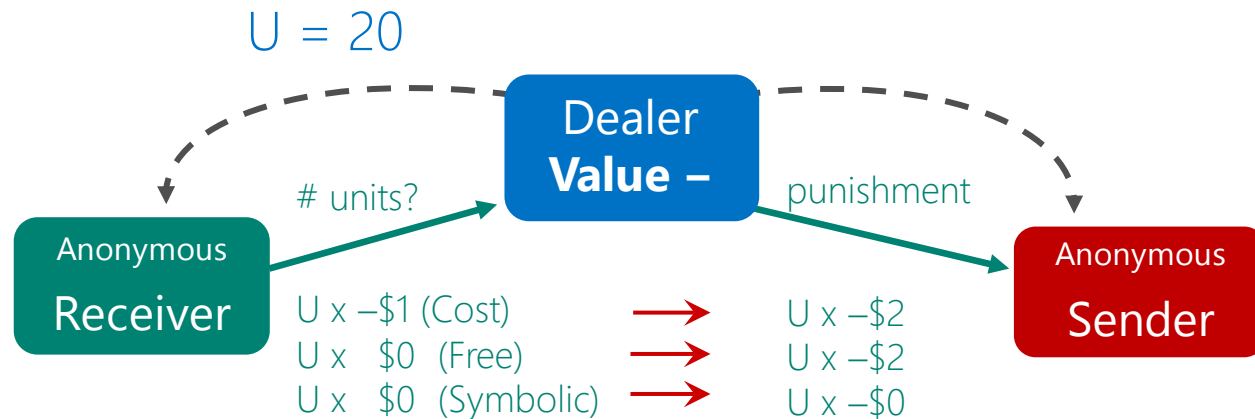 U = 20
Dealer
Value –
# units?
punishment
Anonymous
Receiver
Anonymous
Sender
U x –$1 (Cost)
U x –$2
U x $0 (Free)
U x –$2
U x $0 (Symbolic)
U x –$0